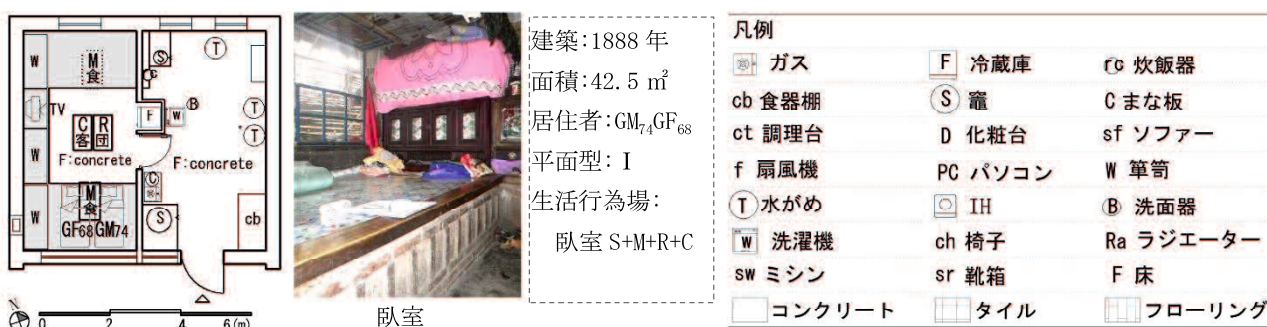 W
M
食
S
T
C
TV
B
F
W
T
T
W
C
客
R
団
F:concrete
F:concrete
M
食
C
S
cb
W
GF68
GM74
N
0 2 4 6(m)
臥室
建築:1888 年
面積:42.5 ㎡
居住者:GM₇₄GF₆₈
平面型: I
生活行為場:
臥室 S+M+R+C
凡例
ガス
F 冷蔵庫
rc 炊飯器
cb 食器棚
S 竈
C まな板
ct 調理台
D 化粧台
sf ソファー
f 扇風機
PC パソコン
W 箪笥
T 水がめ
IH
B 洗面器
W 洗濯機
ch 椅子
Ra ラジエーター
sw ミシン
sr 靴箱
F 床
コンクリート
タイル
フローリング